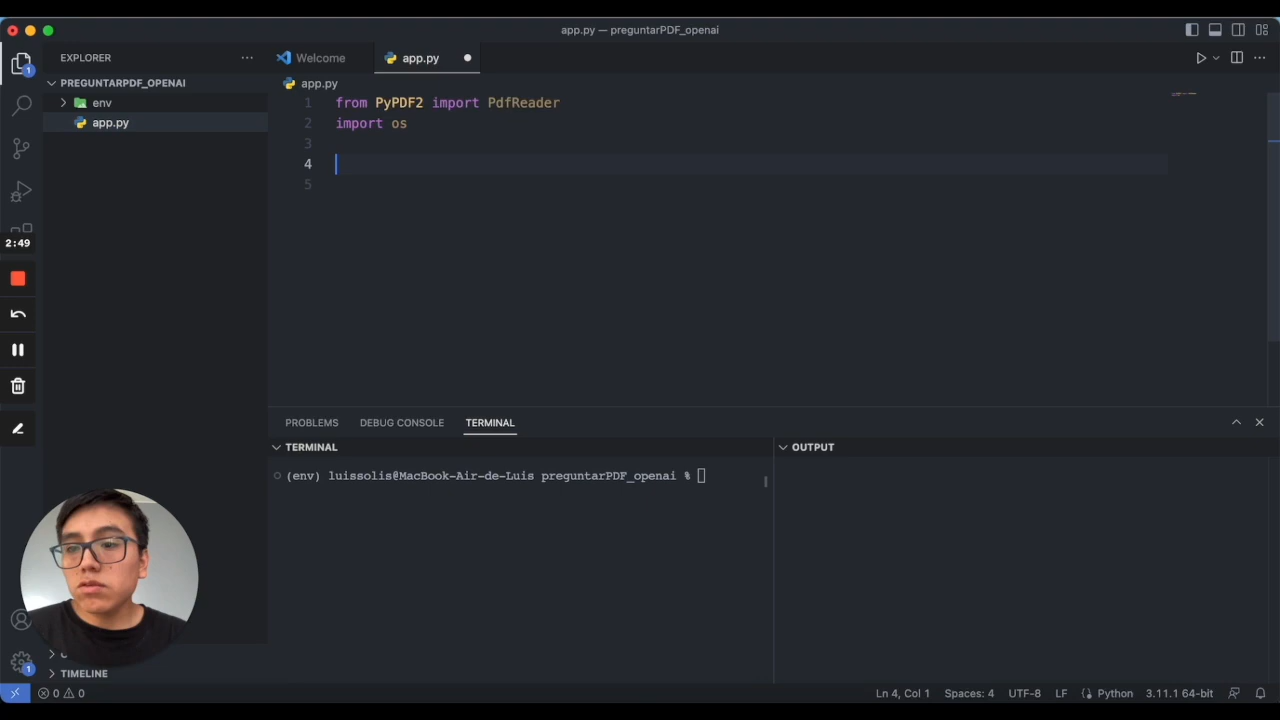 app.py — preguntarPDF_openai
EXPLORER
Welcome
app.py
PREGUNTARPDF_OPENAI
env
app.py
app.py
1 from PyPDF2 import PdfReader
2 import os
3
4
5
1
2:49
PROBLEMS DEBUG CONSOLE TERMINAL
TERMINAL
OUTPUT
(env) luissolis@MacBook-Air-de-Luis preguntarPDF_openai %
TIMELINE
1
0 0
Ln 4, Col 1 Spaces: 4 UTF-8 LF Python 3.11.1 64-bit